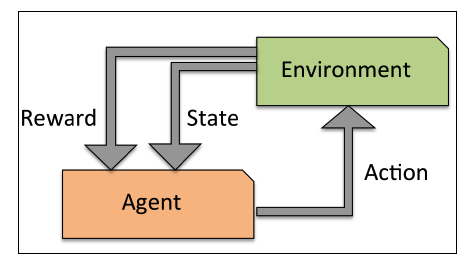 Environment
Reward
State
Action
Agent